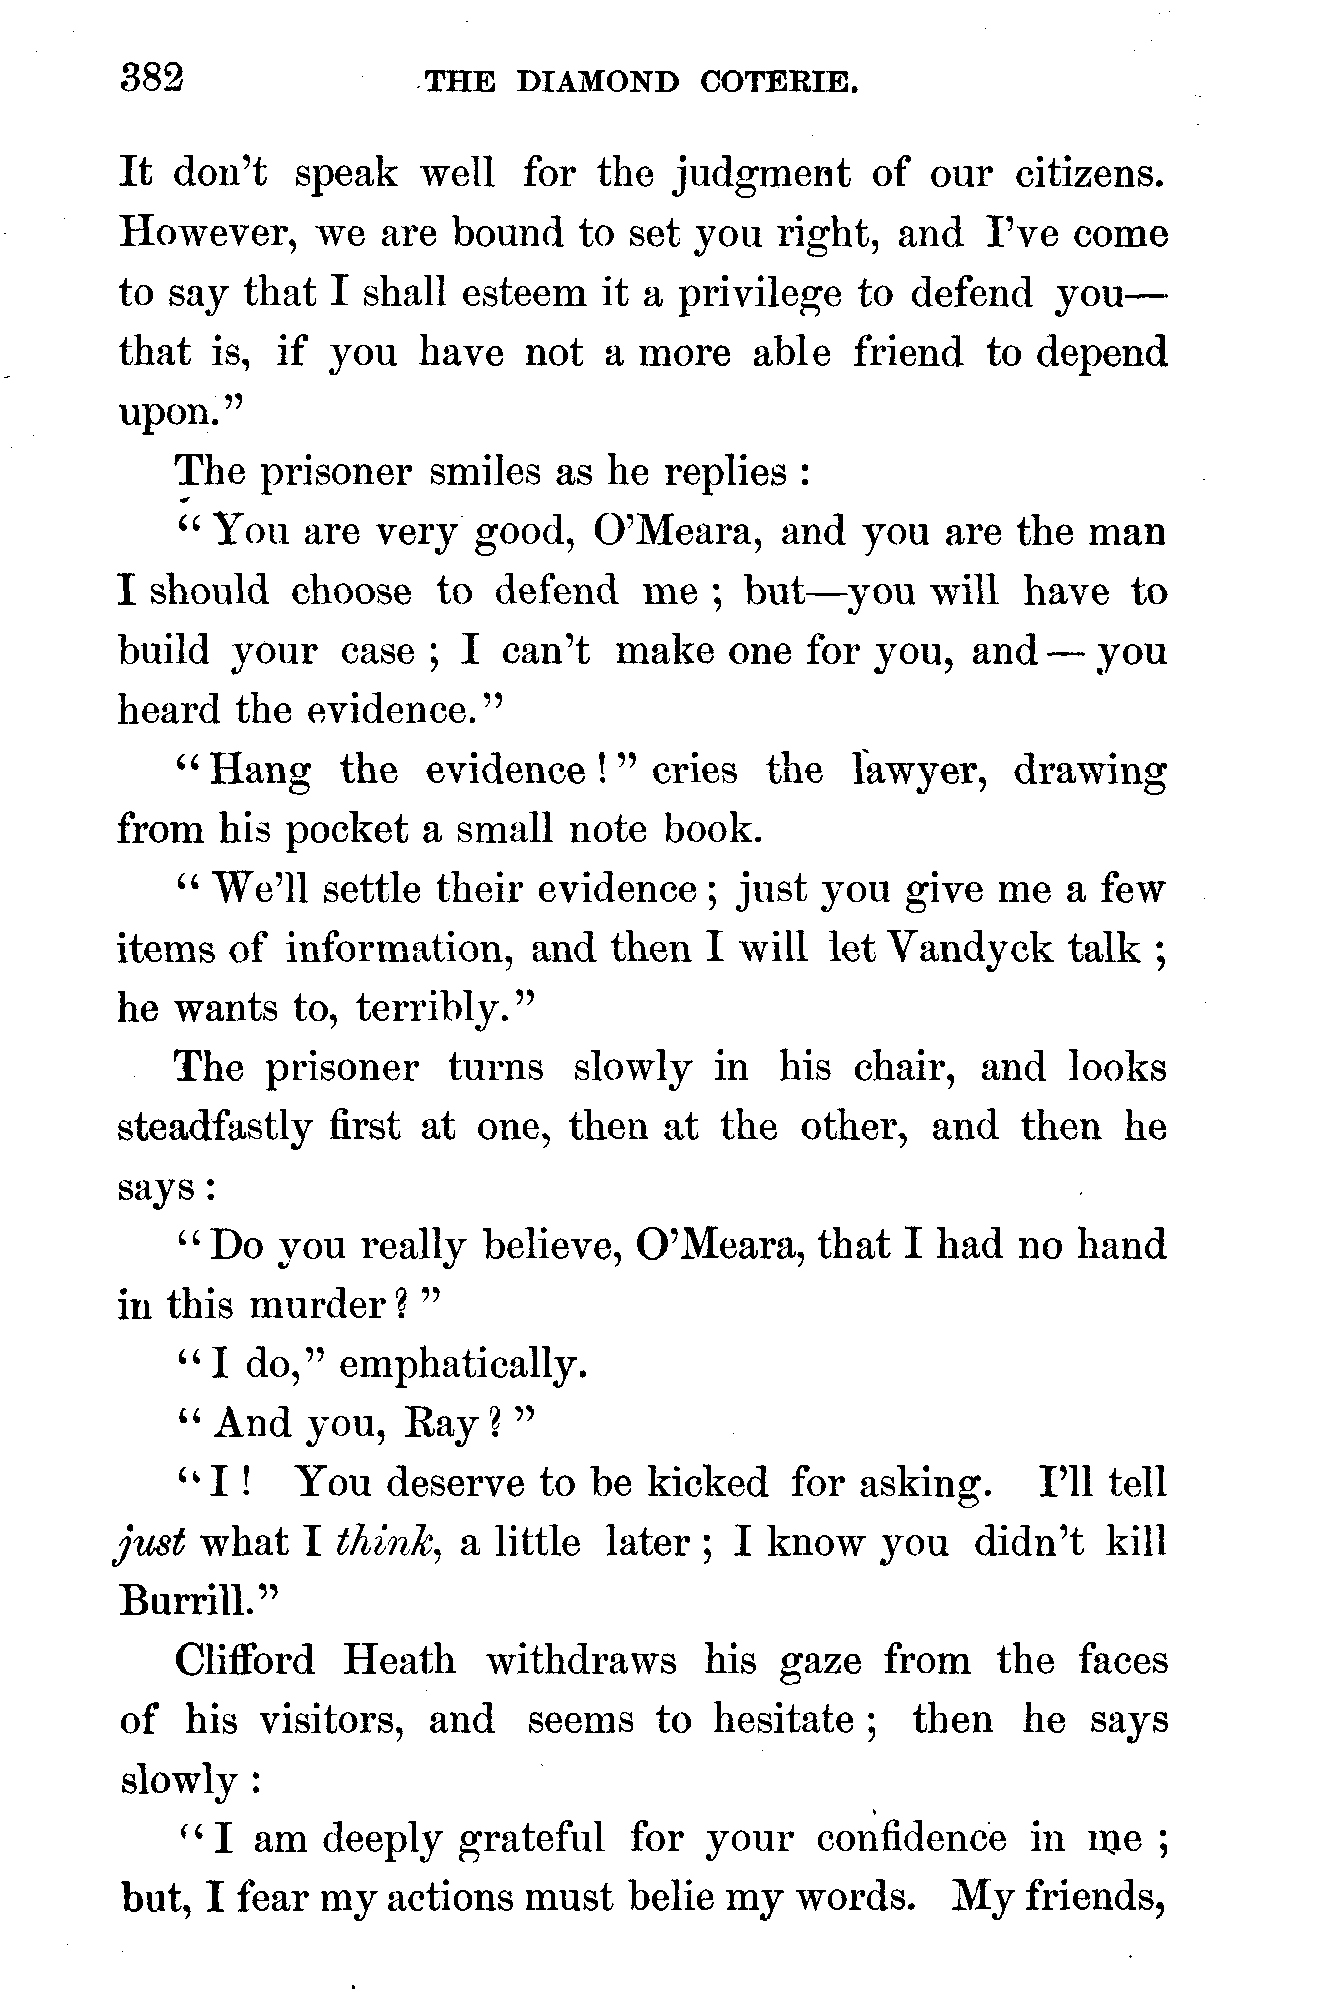 382 THE DIAMOND COTERIE.
It don't speak well for the judgment of our citizens.
However, we are bound to set you right, and I've come
to say that I shall esteem it a privilege to defend you—
that is, if you have not a more able friend to depend
upon."
The prisoner smiles as he replies :
" You are very good, O'Meara, and you are the man
I should choose to defend me ; but—you will have to
build your case ; I can't make one for you, and — you
heard the evidence."
" Hang the evidence ! " cries the lawyer, drawing
from his pocket a small note book.
" We'll settle their evidence ; just you give me a few
items of information, and then I will let Vandyck talk ;
he wants to, terribly."
The prisoner turns slowly in his chair, and looks
steadfastly first at one, then at the other, and then he
says :
" Do you really believe, O'Meara, that I had no hand
in this murder ? "
" I do," emphatically.
" And you, Ray ? "
" I ! You deserve to be kicked for asking. I'll tell
just what I think, a little later ; I know you didn't kill
Burrill."
Clifford Heath withdraws his gaze from the faces
of his visitors, and seems to hesitate ; then he says
slowly :
" I am deeply grateful for your confidence in me ;
but, I fear my actions must belie my words. My friends,